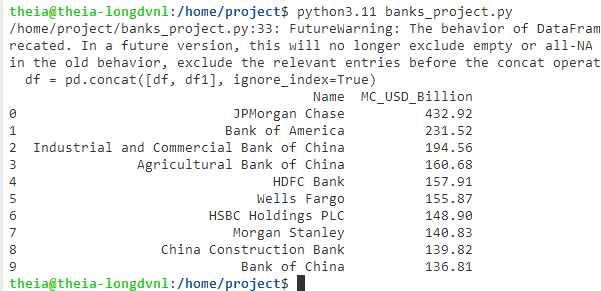 theia@theia-longdvnl:/home/project$ python3.11 banks_project.py
/home/project/banks_project.py:33: FutureWarning: The behavior of DataFram
recated. In a future version, this will no longer exclude empty or all-NA
in the old behavior, exclude the relevant entries before the concat operat
df = pd.concat([df, df1], ignore_index=True)
Name MC_USD_Billion
0 JPMorgan Chase 432.92
1 Bank of America 231.52
2 Industrial and Commercial Bank of China 194.56
3 Agricultural Bank of China 160.68
4 HDFC Bank 157.91
5 Wells Fargo 155.87
6 HSBC Holdings PLC 148.90
7 Morgan Stanley 140.83
8 China Construction Bank 139.82
9 Bank of China 136.81
theia@theia-longdvnl:/home/project$